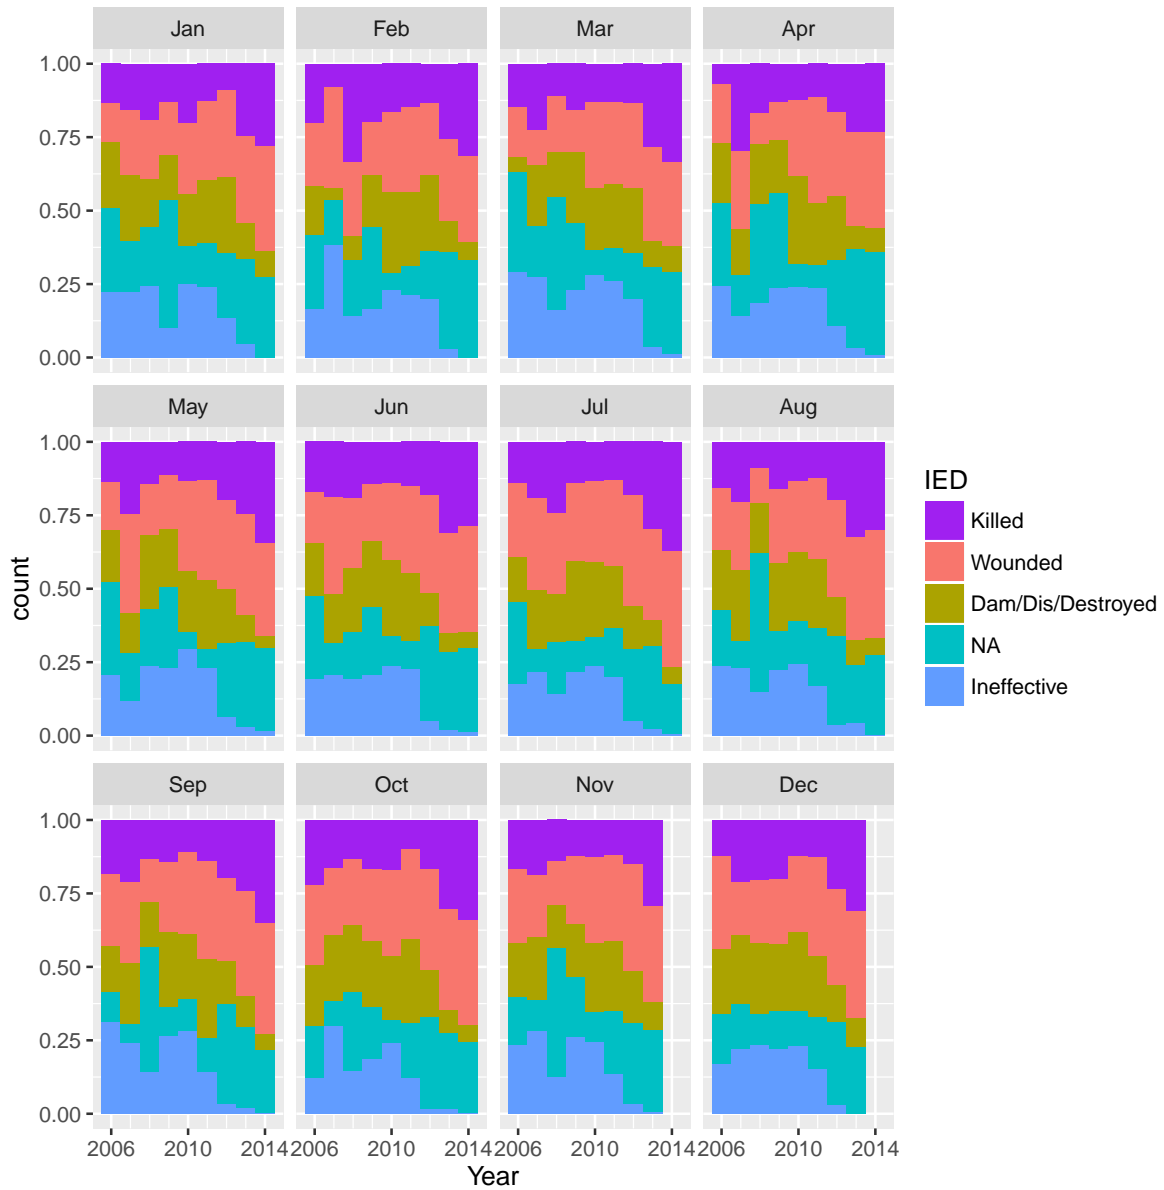 Jan Feb Mar Apr
1.00
0.75
0.50
0.25
0.00
May Jun Jul Aug
1.00
0.75
0.50
0.25
0.00
Sep Oct Nov Dec
1.00
0.75
0.50
0.25
0.00
2006 2010 2014 2006 2010 2014 2006 2010 2014 2006 2010 2014
Year
count
IED
Killed
Wounded
Dam/Dis/Destroyed
NA
Ineffective